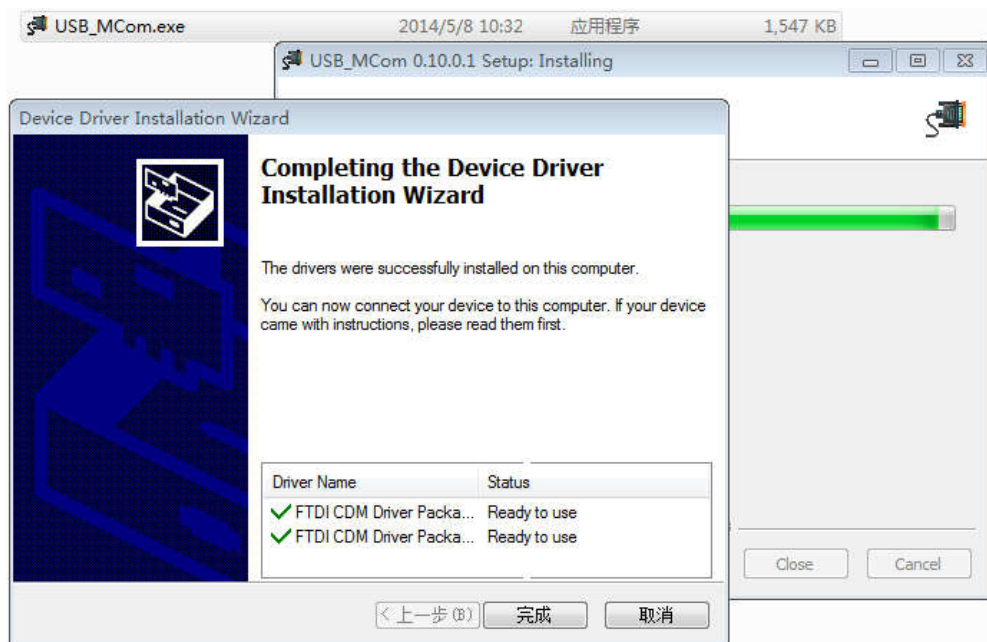 USB_MCom.exe 2014/5/8 10:32 应用程序 1,547 KB
USB_MCom 0.10.0.1 Setup: Installing
Device Driver Installation Wizard
Completing the Device Driver
Installation Wizard
The drivers were successfully installed on this computer.
You can now connect your device to this computer. If your device
came with instructions, please read them first.
Driver Name Status
FTDI CDM Driver Packa... Ready to use
FTDI CDM Driver Packa... Ready to use
Close Cancel
< 上一步(B) 完成 取消